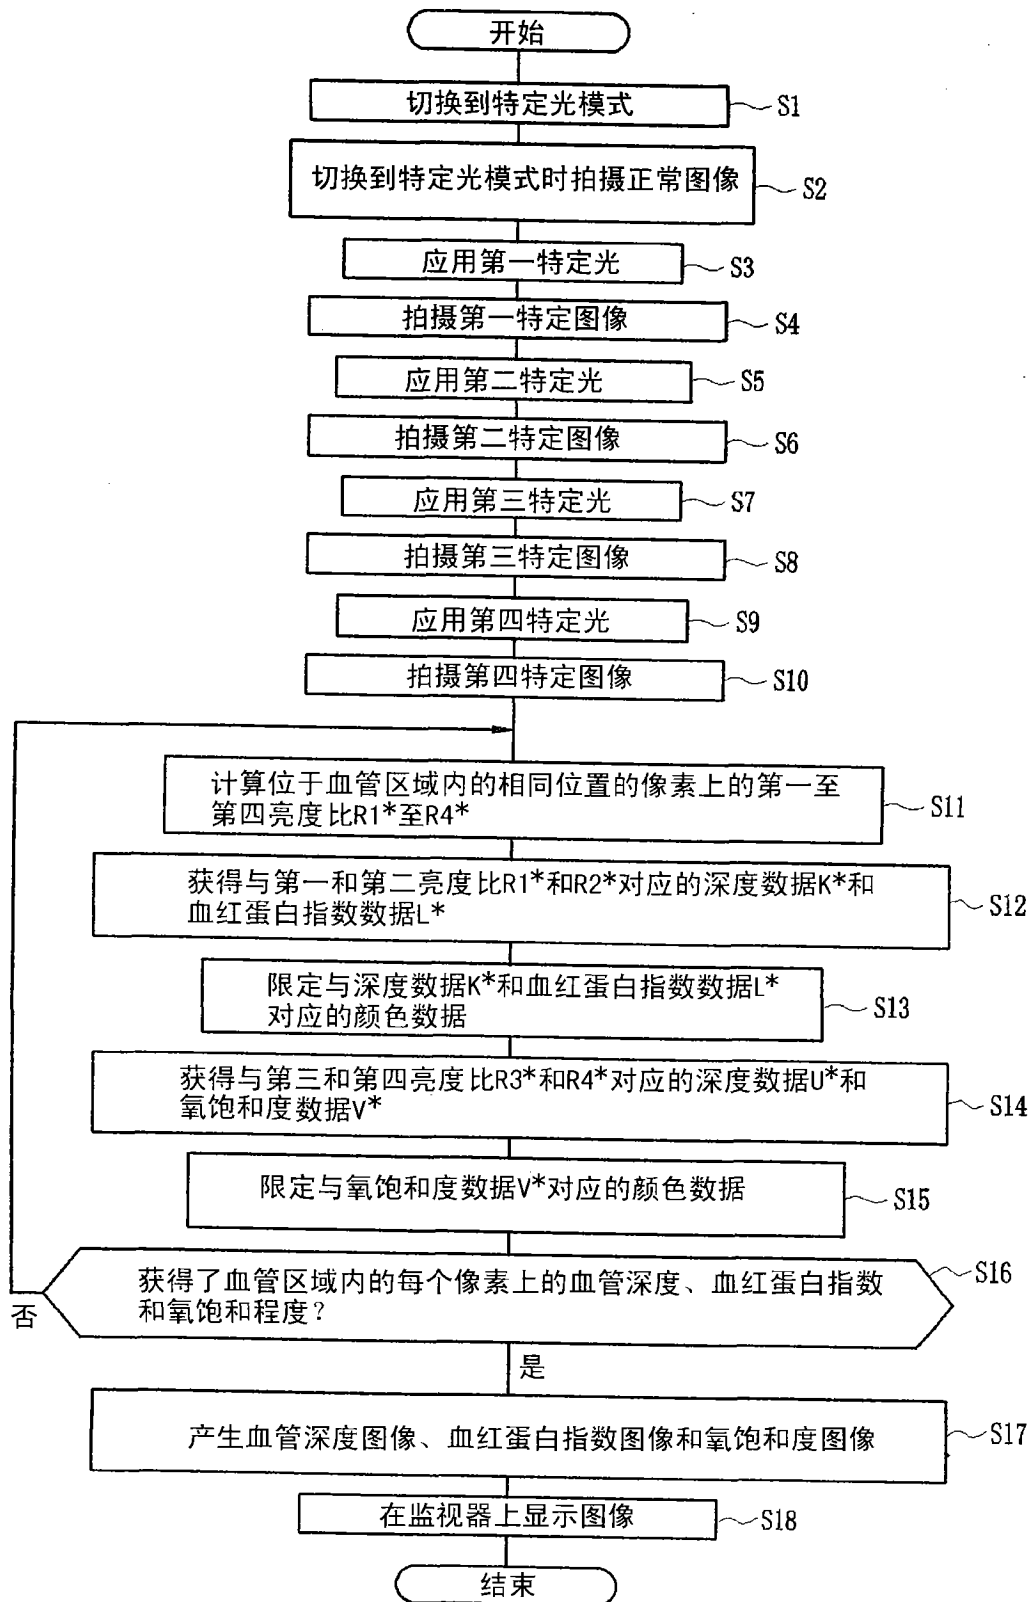 开始
切换到特定光模式
S1
切换到特定光模式时拍摄正常图像
S2
应用第一特定光
S3
拍摄第一特定图像
S4
应用第二特定光
S5
拍摄第二特定图像
S6
应用第三特定光
S7
拍摄第三特定图像
S8
应用第四特定光
S9
拍摄第四特定图像
S10
计算位于血管区域内的相同位置的像素上的第一至
第四亮度比R1*至R4*
S11
获得与第一和第二亮度比R1*和R2*对应的深度数据K*和
血红蛋白指数数据L*
S12
限定与深度数据K*和血红蛋白指数数据L*
对应的颜色数据
S13
获得与第三和第四亮度比R3*和R4*对应的深度数据U*和
氧饱和度数据V*
S14
限定与氧饱和度数据V*对应的颜色数据
S15
获得了血管区域内的每个像素上的血管深度、血红蛋白指数
和氧饱和程度?
S16
否
是
产生血管深度图像、血红蛋白指数图像和氧饱和度图像
S17
在监视器上显示图像
S18
结束